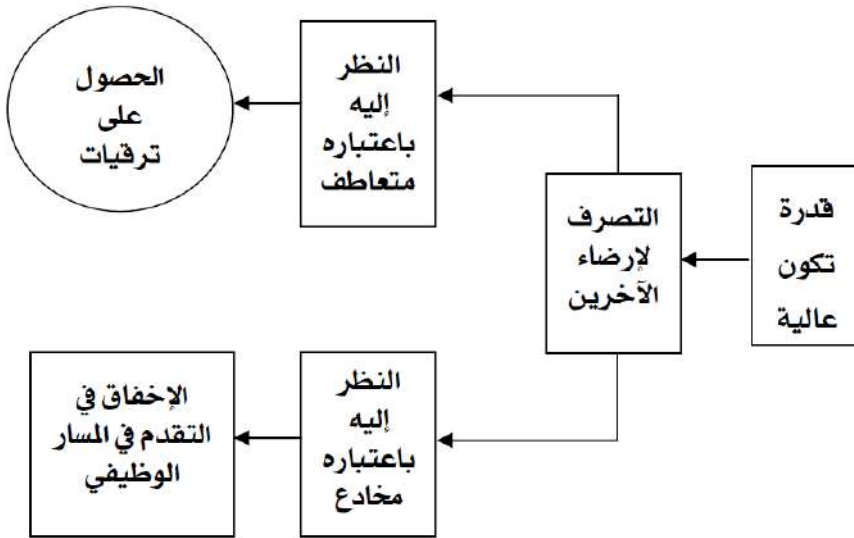 قدرة
تكون
عالية
التصرف
لإرضاء
الآخرين
النظر
إليه
باعتباره
متعاطف
الحصول
على
ترقيات
النظر
إليه
باعتباره
مخادع
الإخفاق في
التقدم في المسار
الوظيفي